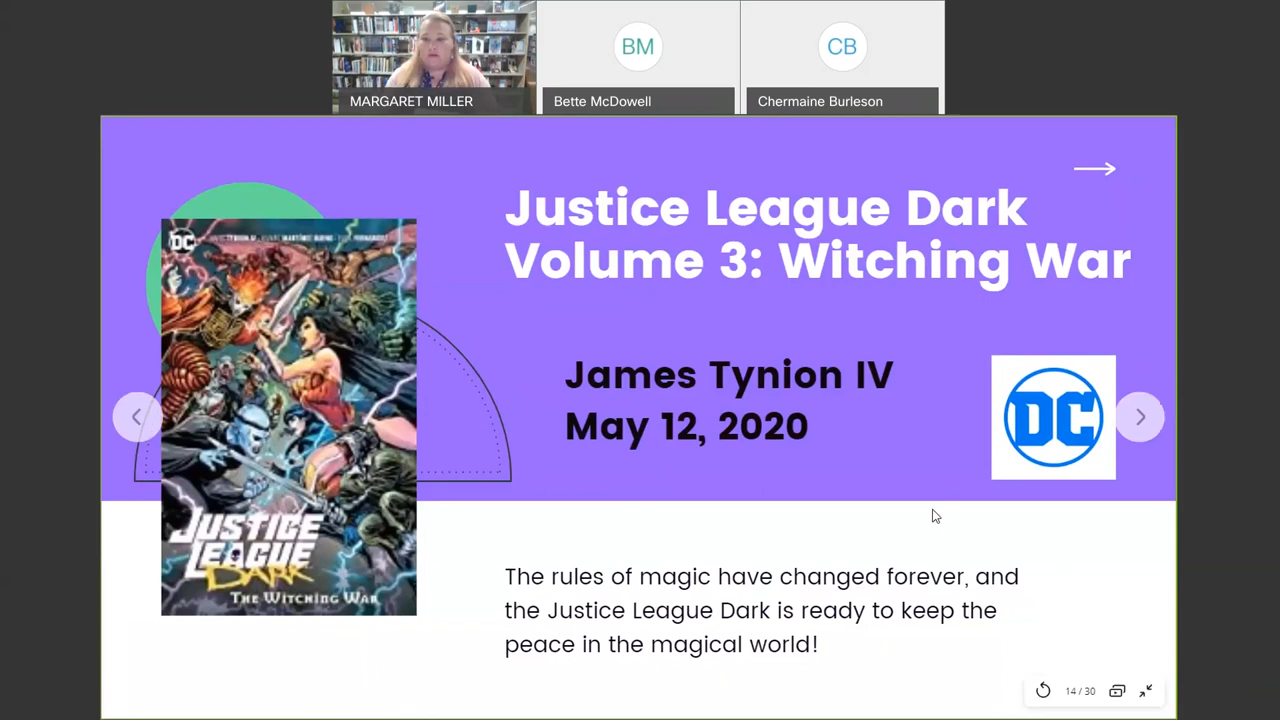 BM
CB
MARGARET MILLER
Bette McDowell
Chermaine Burleson
Justice League Dark
Volume 3: Witching War
DC
James Tynion IV
May 12, 2020
DC
JUSTICE
LEAGUE
DARK
THE WITCHING WAR
The rules of magic have changed forever, and
the Justice League Dark is ready to keep the
peace in the magical world!
14 / 30